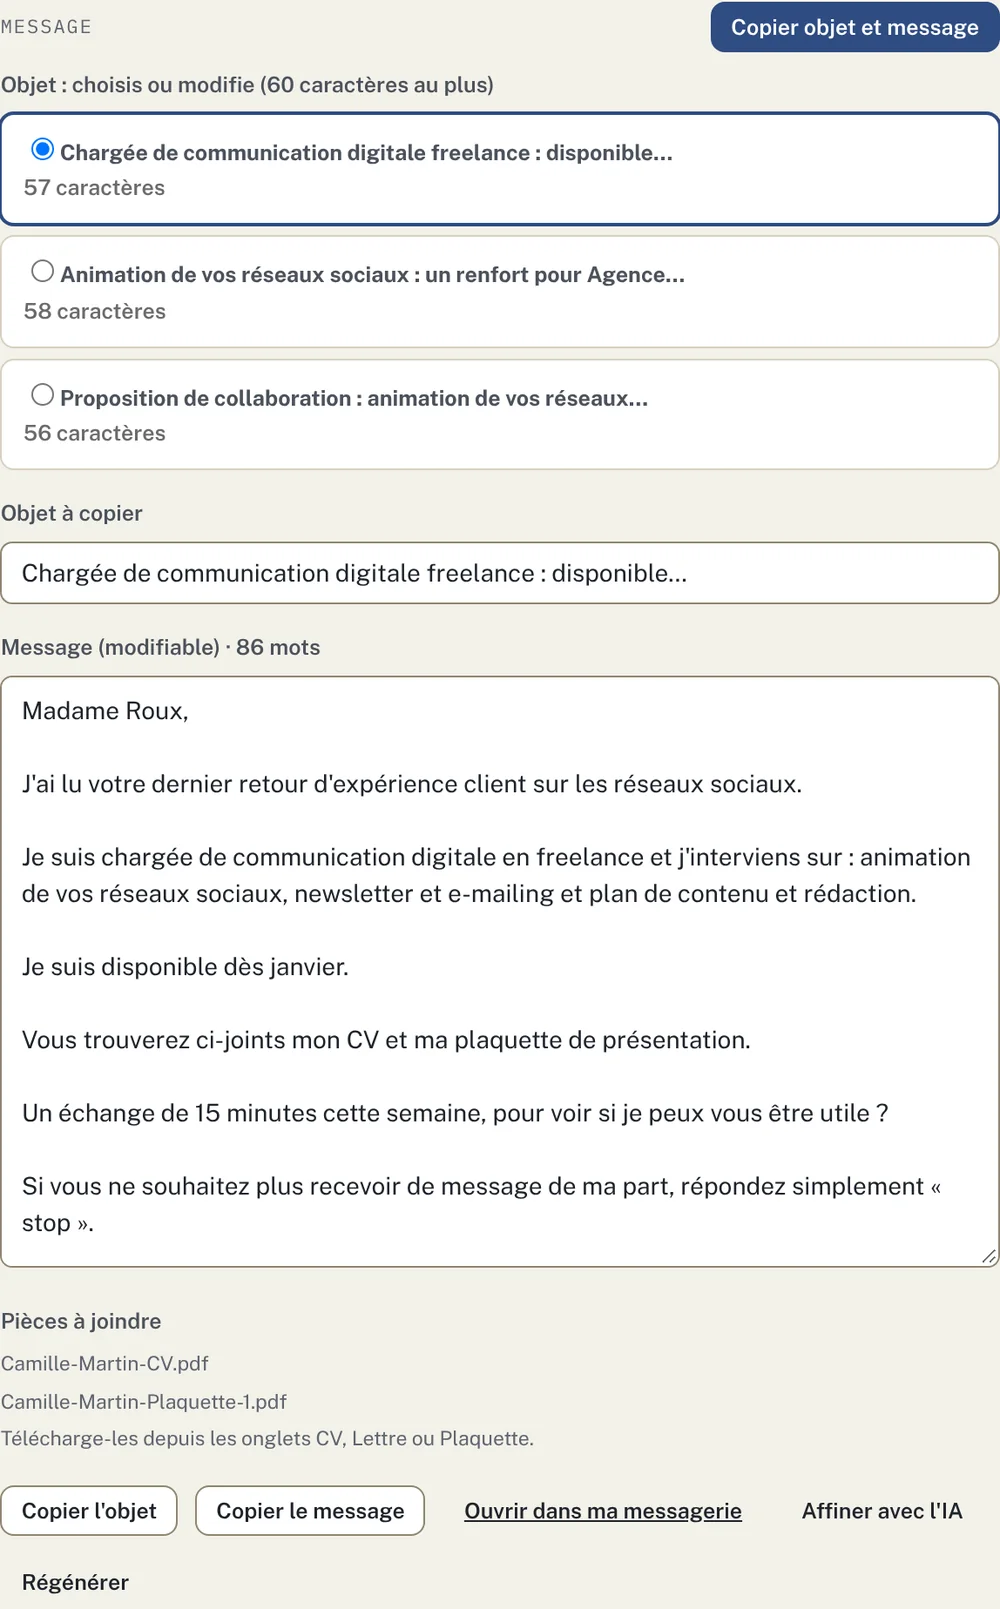 MESSAGE
Copier objet et message
Objet : choisis ou modifie (60 caractères au plus)
Chargée de communication digitale freelance : disponible…
57 caractères
Animation de vos réseaux sociaux : un renfort pour Agence…
58 caractères
Proposition de collaboration : animation de vos réseaux…
56 caractères
Objet à copier
Chargée de communication digitale freelance : disponible…
Message (modifiable) · 86 mots
Madame Roux,
J'ai lu votre dernier retour d'expérience client sur les réseaux sociaux.
Je suis chargée de communication digitale en freelance et j'interviens sur : animation
de vos réseaux sociaux, newsletter et e-mailing et plan de contenu et rédaction.
Je suis disponible dès janvier.
Vous trouverez ci-joints mon CV et ma plaquette de présentation.
Un échange de 15 minutes cette semaine, pour voir si je peux vous être utile ?
Si vous ne souhaitez plus recevoir de message de ma part, répondez simplement «
stop ».
Pièces à joindre
Camille-Martin-CV.pdf
Camille-Martin-Plaquette-1.pdf
Télécharge-les depuis les onglets CV, Lettre ou Plaquette.
Copier l'objet
Copier le message
Ouvrir dans ma messagerie
Affiner avec l'IA
Régénérer